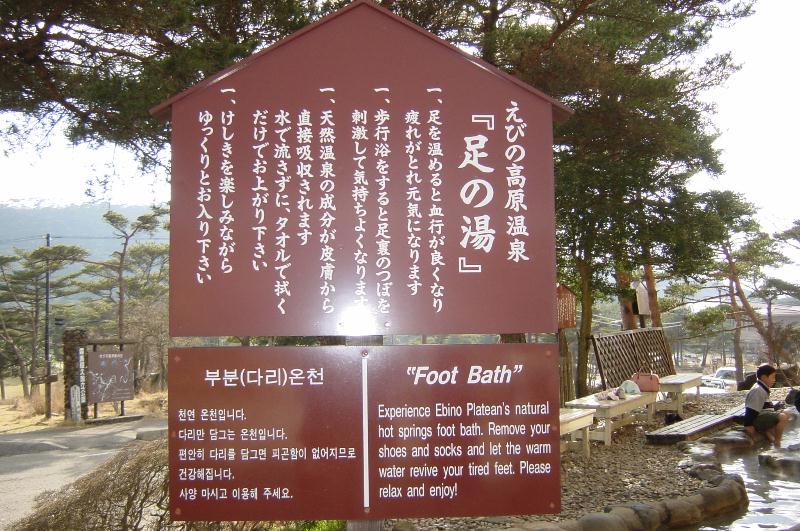 えびの高原温泉
『足の湯』
一、足を温めると血行が良くなり
疲れがとれ元気になります
一、歩行浴をすると足裏のつぼを
刺激して気持ちよくなります
一、天然温泉の成分が皮膚から
直接吸収されます
水で流さずに、タオルで拭く
だけでお上がり下さい
一、けしきを楽しみながら
ゆっくりとお入り下さい
부분(다리)온천
천연 온천입니다.
다리만 담그는 온천입니다.
편안히 다리를 담그면 피곤함이 없어지므로
건강해집니다.
사양 마시고 이용해 주세요.
"Foot Bath"
Experience Ebino Platean's natural
hot springs foot bath. Remove your
shoes and socks and let the warm
water revive your tired feet. Please
relax and enjoy!